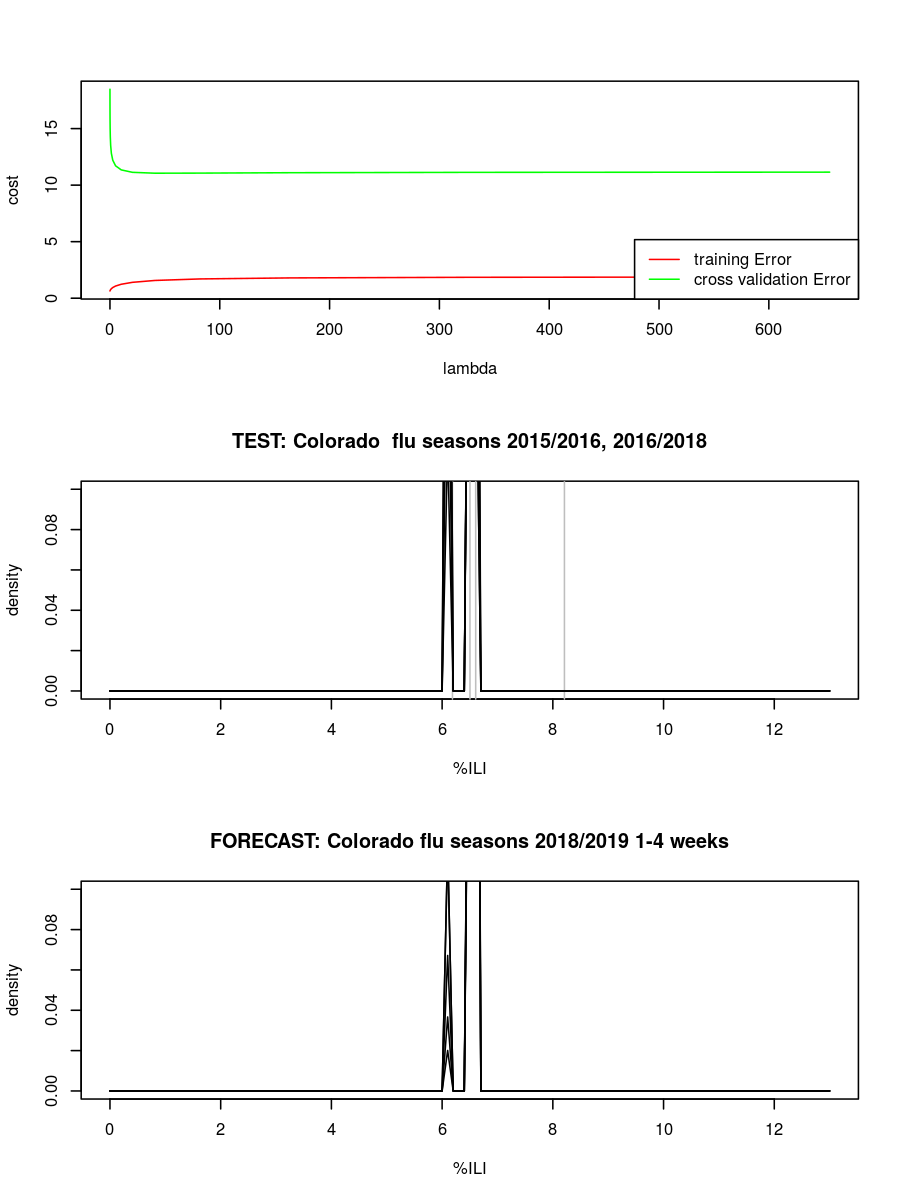 cost
15
10
5
0
training Error
cross validation Error
0 100 200 300 400 500 600
lambda
TEST: Colorado  flu seasons 2015/2016, 2016/2018
density
0.08
0.04
0.00
0 2 4 6 8 10 12
%ILI
FORECAST: Colorado flu seasons 2018/2019 1-4 weeks
density
0.08
0.04
0.00
0 2 4 6 8 10 12
%ILI